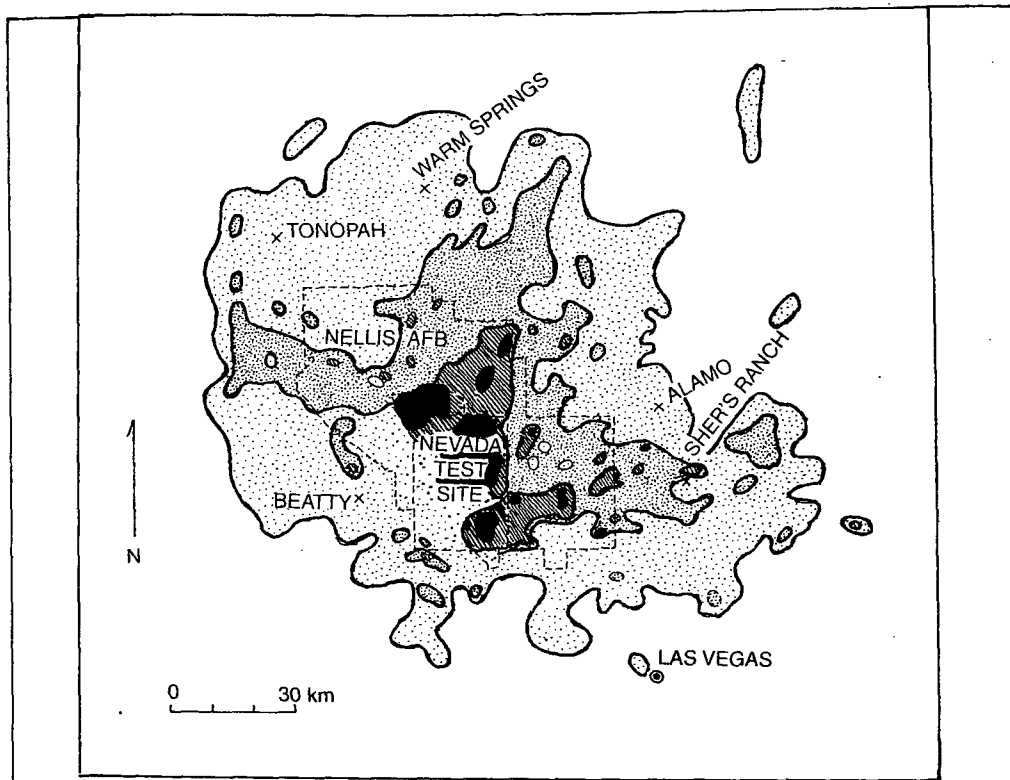 WARM SPRINGS
TONOPAH
NELLIS AFB
ALAMO
SHER'S RANCH
NEVADA
TEST
SITE
BEATTY
N
LAS VEGAS
0 30 km